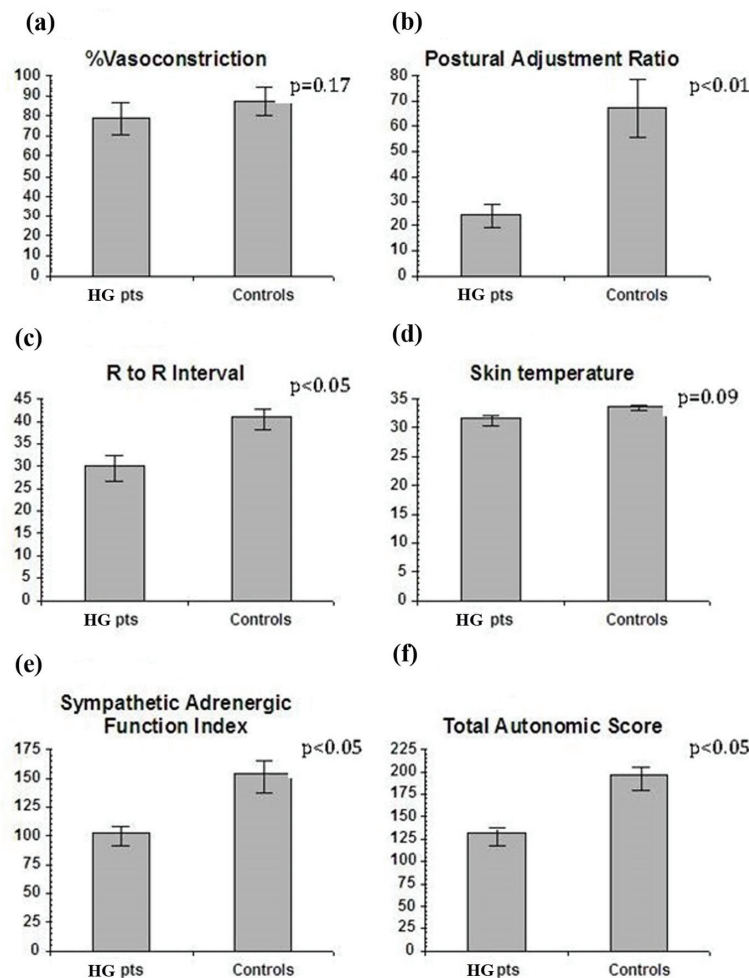 (a)
%Vasoconstriction
p=0.17
100
90
80
70
60
50
40
30
20
10
0
HG pts
Controls
(b)
Postural Adjustment Ratio
p<0.01
80
70
60
50
40
30
20
10
0
HG pts
Controls
(c)
R to R Interval
p<0.05
45
40
35
30
25
20
15
10
5
0
HG pts
Controls
(d)
Skin temperature
p=0.09
35
30
25
20
15
10
5
0
HG pts
Controls
(e)
Sympathetic Adrenergic
Function Index
p<0.05
175
150
125
100
75
50
25
0
HG pts
Controls
(f)
Total Autonomic Score
p<0.05
225
200
175
150
125
100
75
50
25
0
HG pts
Controls